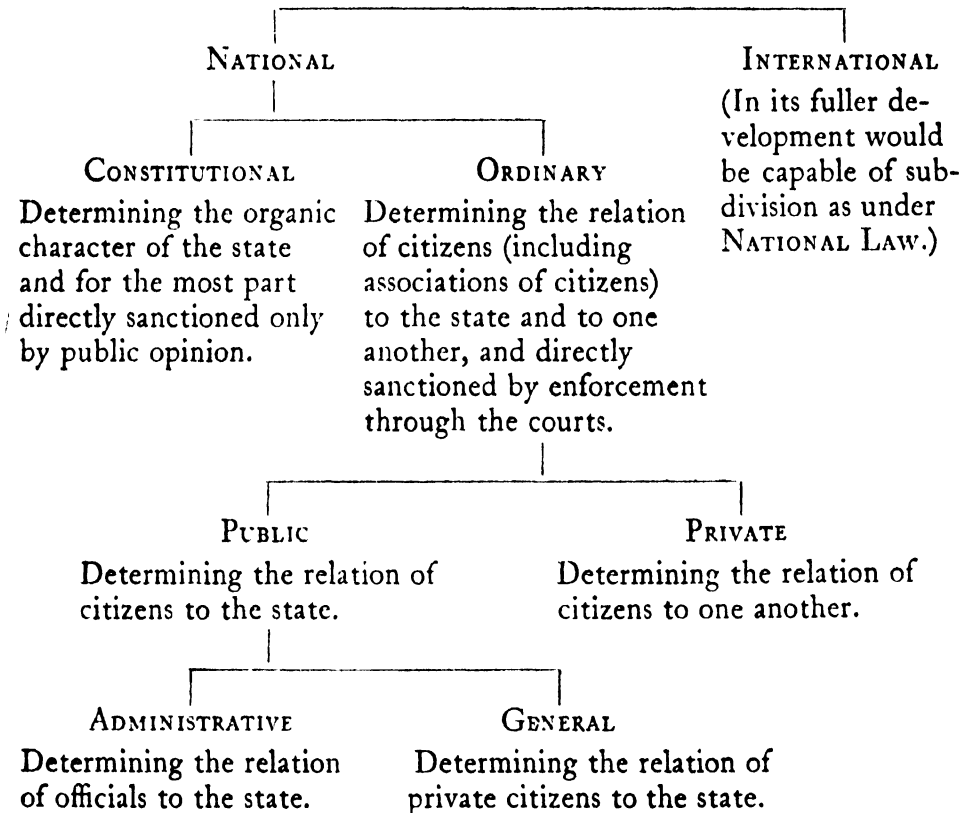 NATIONAL
INTERNATIONAL
(In its fuller de-
velopment would
be capable of sub-
division as under
NATIONAL LAW.)
CONSTITUTIONAL
Determining the organic
character of the state
and for the most part
directly sanctioned only
by public opinion.
ORDINARY
Determining the relation
of citizens (including
associations of citizens)
to the state and to one
another, and directly
sanctioned by enforcement
through the courts.
PUBLIC
Determining the relation of
citizens to the state.
PRIVATE
Determining the relation of
citizens to one another.
ADMINISTRATIVE
Determining the relation
of officials to the state.
GENERAL
Determining the relation of
private citizens to the state.